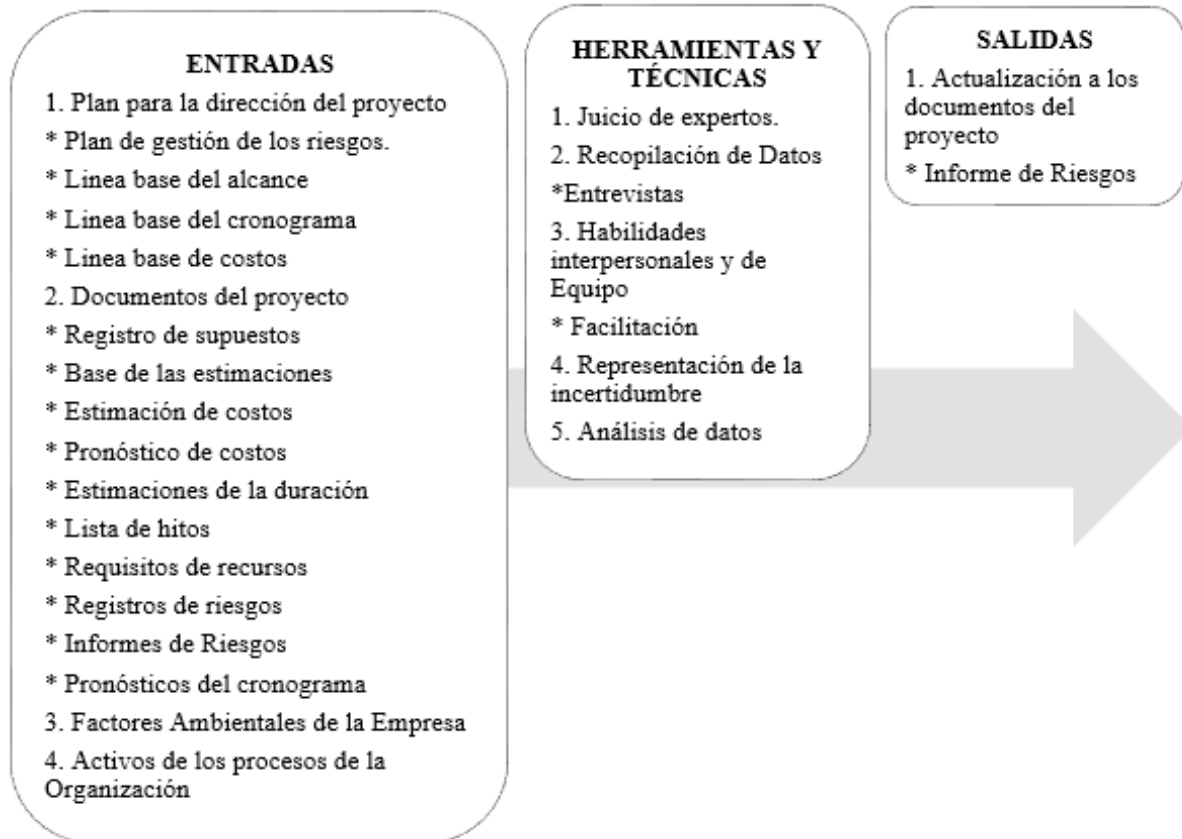 ENTRADAS
1. Plan para la dirección del proyecto
* Plan de gestión de los riesgos.
* Linea base del alcance
* Linea base del cronograma
* Linea base de costos
2. Documentos del proyecto
* Registro de supuestos
* Base de las estimaciones
* Estimación de costos
* Pronóstico de costos
* Estimaciones de la duración
* Lista de hitos
* Requisitos de recursos
* Registros de riesgos
* Informes de Riesgos
* Pronósticos del cronograma
3. Factores Ambientales de la Empresa
4. Activos de los procesos de la
Organización
HERRAMIENTAS Y
TÉCNICAS
1. Juicio de expertos.
2. Recopilación de Datos
*Entrevistas
3. Habilidades
interpersonales y de
Equipo
* Facilitación
4. Representación de la
incertidumbre
5. Análisis de datos
SALIDAS
1. Actualización a los
documentos del
proyecto
* Informe de Riesgos